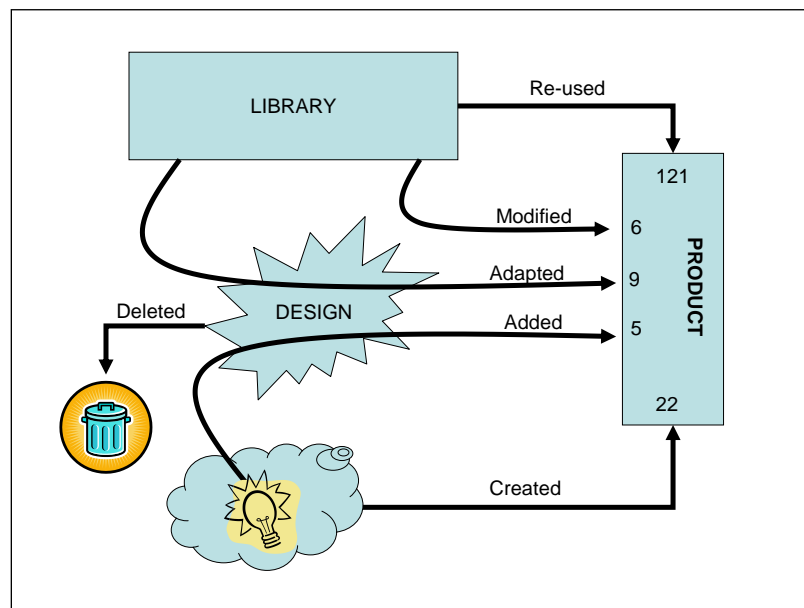 Re-used
LIBRARY
121
Modified
6
PRODUCT
Adapted
9
Deleted
DESIGN
Added
5
22
Created